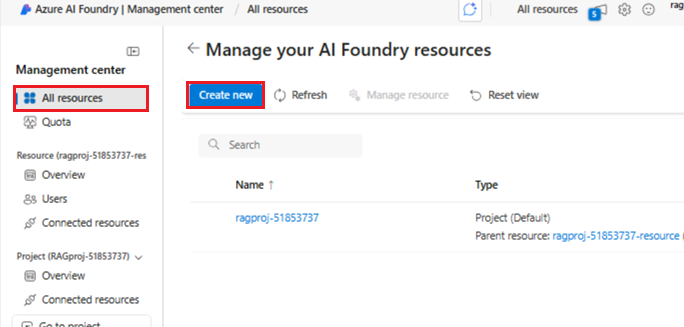 Azure AI Foundry | Management center / All resources
All resources
5
Management center
All resources
Quota
Resource (ragproj-51853737-res
Overview
Users
Connected resources
Project (RAGproj-51853737)
Overview
Connected resources
Go to project
← Manage your AI Foundry resources
Create new Refresh Manage resource Reset view
Search
Name ↑ Type
ragproj-51853737 Project (Default)
Parent resource: ragproj-51853737-resource (